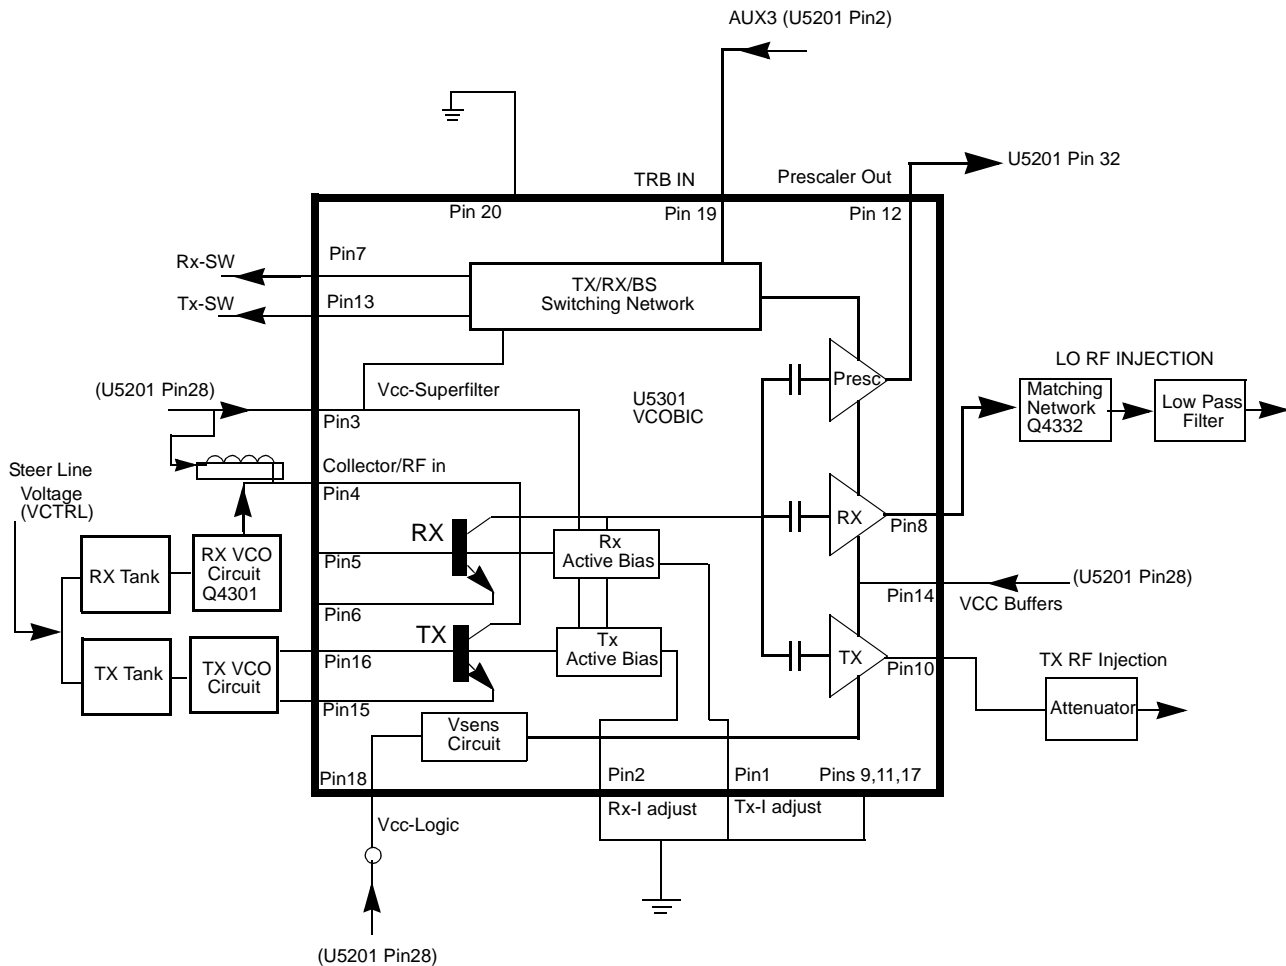 AUX3 (U5201 Pin2)
U5201 Pin 32
TRB IN
Prescaler Out
Pin 20
Pin 19
Pin 12
Rx-SW
Pin7
TX/RX/BS
Switching Network
Tx-SW
Pin13
(U5201 Pin28)
Vcc-Superfilter
Pin3
U5301
VCOBIC
Presc
LO RF INJECTION
Matching
Network
Q4332
Low Pass
Filter
Steer Line
Voltage
(VCTRL)
Collector/RF in
Pin4
RX
Pin5
Rx
Active Bias
RX
Pin8
RX Tank
RX VCO
Circuit
Q4301
Pin6
(U5201 Pin28)
Pin14
VCC Buffers
TX
Tx
Active Bias
TX
Pin16
Pin10
TX Tank
TX VCO
Circuit
Pin15
TX RF Injection
Attenuator
Vsens
Circuit
Pin18
Pin2
Pin1
Pins 9,11,17
Rx-I adjust
Tx-I adjust
Vcc-Logic
(U5201 Pin28)